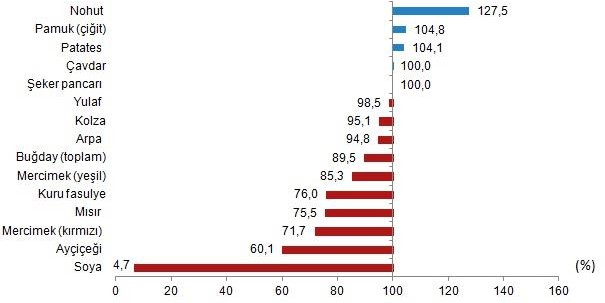 Nohut 127,5
Pamuk (çiğit) 104,8
Patates 104,1
Çavdar 100,0
Şeker pancarı 100,0
Yulaf 98,5
Kolza 95,1
Arpa 94,8
Buğday (toplam) 89,5
Mercimek (yeşil) 85,3
Kuru fasulye 76,0
Mısır 75,5
Mercimek (kırmızı) 71,7
Ayçiçeği 60,1
Soya 4,7 (%)
0 20 40 60 80 100 120 140 160